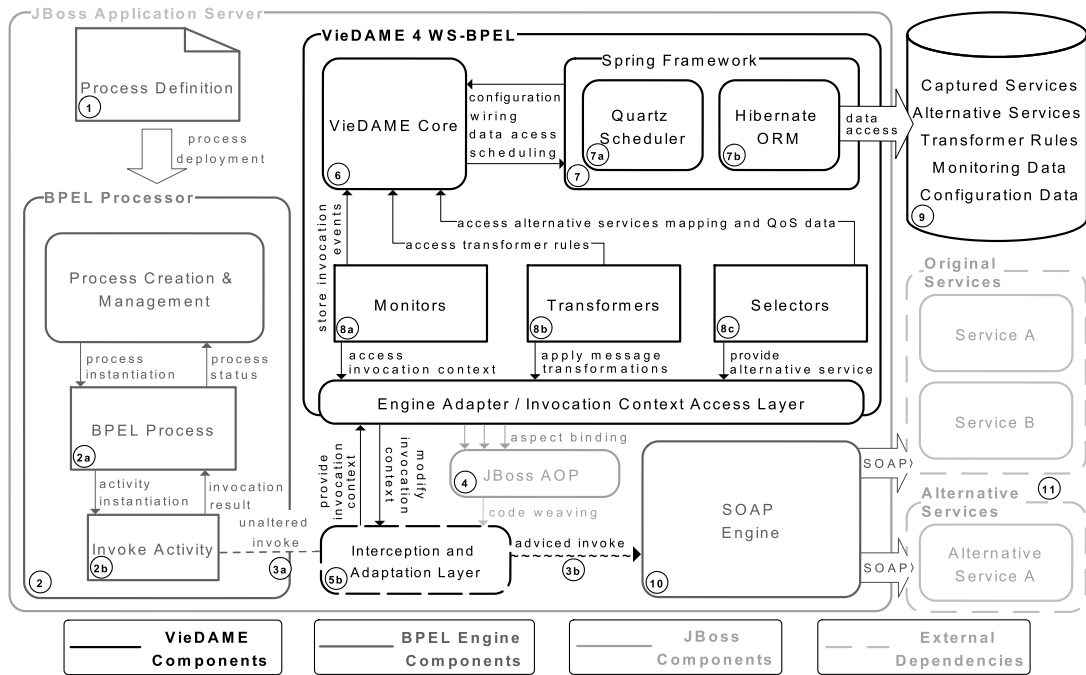 JBoss Application Server
Process Definition
1
process
deployment
BPEL Processor
Process Creation &
Management
process
instantiation
process
status
BPEL Process
2a
activity
instantiation
invocation
result
Invoke Activity
2b
2
unaltered
invoke
3a
VieDAME 4 WS-BPEL
VieDAME Core
6
configuration
wiring
data acess
scheduling
Spring Framework
Quartz
Scheduler
7a
Hibernate
ORM
7b
7
data
access
Captured Services
Alternative Services
Transformer Rules
Monitoring Data
Configuration Data
9
store invocation
events
access alternative services mapping and QoS data
access transformer rules
Monitors
8a
Transformers
8b
Selectors
8c
access
invocation context
apply message
transformations
provide
alternative service
Engine Adapter / Invocation Context Access Layer
provide
invocation
context
modify
invocation
context
aspect binding
JBoss AOP
4
code weaving
Interception and
Adaptation Layer
5b
adviced invoke
3b
SOAP
Engine
10
SOAP
SOAP
Original
Services
Service A
Service B
11
Alternative
Services
Alternative
Service A
VieDAME
Components
BPEL Engine
Components
JBoss
Components
External
Dependencies